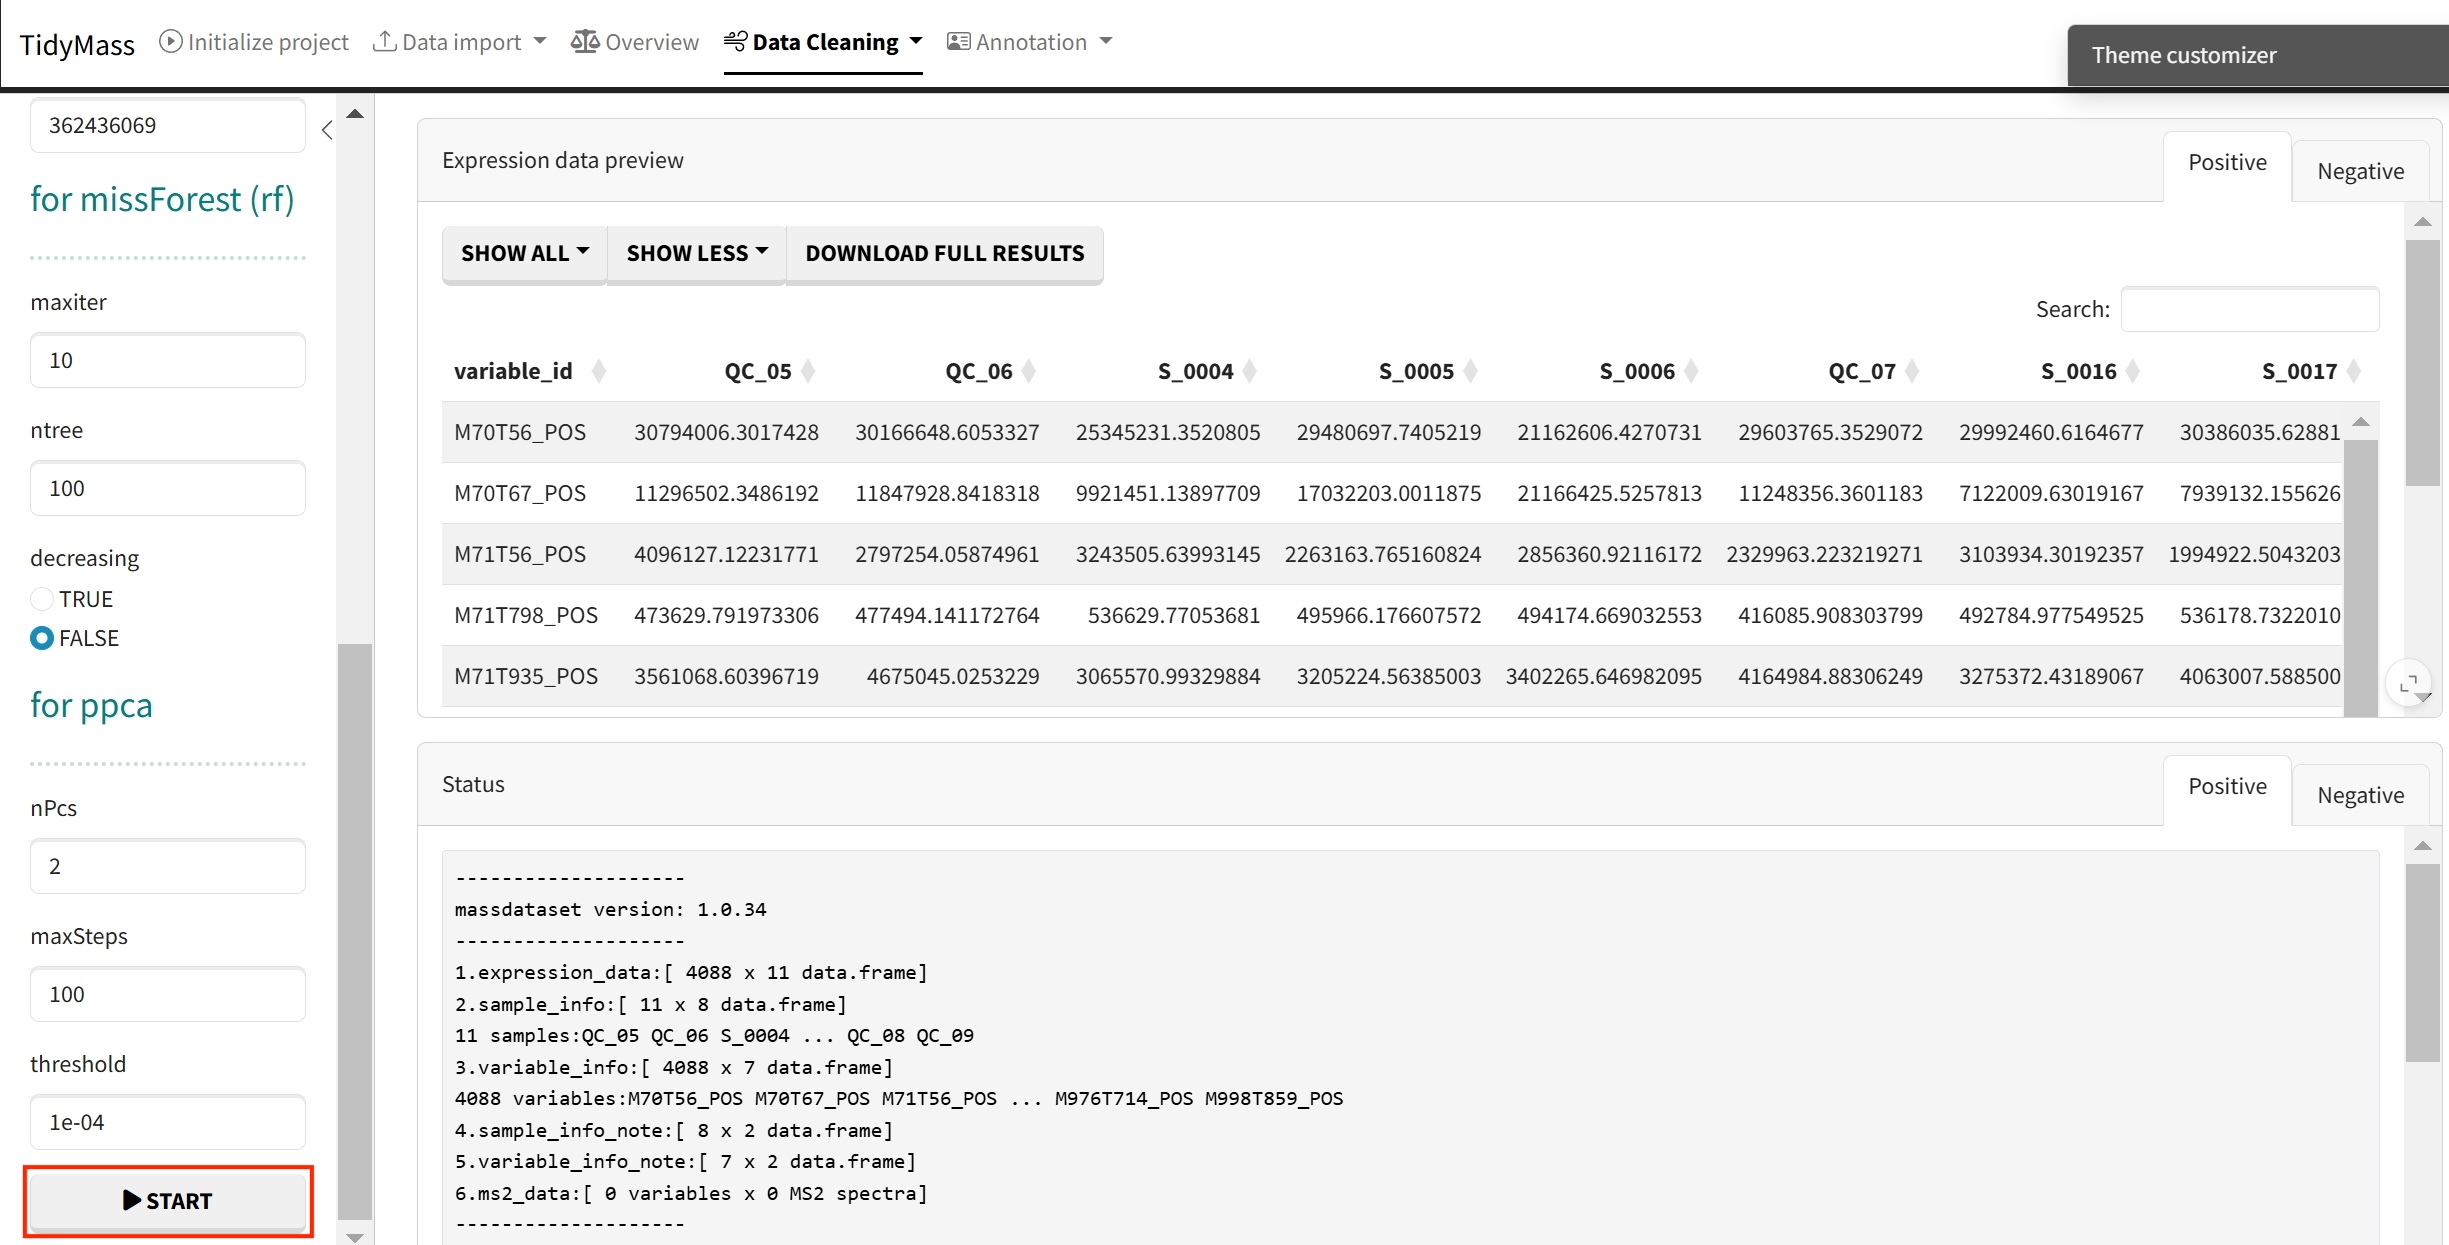 TidyMass Initialize project Data import Overview Data Cleaning Annotation
Theme customizer
362436069
for missForest (rf)
maxiter
10
ntree
100
decreasing
TRUE
FALSE
for ppca
nPcs
2
maxSteps
100
threshold
1e-04
START
Expression data preview
Positive
Negative
SHOW ALL SHOW LESS DOWNLOAD FULL RESULTS
Search:
variable_id QC_05 QC_06 S_0004 S_0005 S_0006 QC_07 S_0016 S_0017
M70T56_POS 30794006.3017428 30166648.6053327 25345231.3520805 29480697.7405219 21162606.4270731 29603765.3529072 29992460.6164677 30386035.62881
M70T67_POS 11296502.3486192 11847928.8418318 9921451.13897709 17032203.0011875 21166425.5257813 11248356.3601183 7122009.63019167 7939132.155626
M71T56_POS 4096127.12231771 2797254.05874961 3243505.63993145 2263163.765160824 2856360.92116172 2329963.223219271 3103934.30192357 1994922.5043203
M71T798_POS 473629.791973306 477494.141172764 536629.77053681 495966.176607572 494174.669032553 416085.908303799 492784.977549525 536178.7322010
M71T935_POS 3561068.60396719 4675045.0253229 3065570.99329884 3205224.56385003 3402265.646982095 4164984.88306249 3275372.43189067 4063007.588500
Status
Positive
Negative
--------------------
massdataset version: 1.0.34
--------------------
1.expression_data:[ 4088 x 11 data.frame]
2.sample_info:[ 11 x 8 data.frame]
11 samples:QC_05 QC_06 S_0004 ... QC_08 QC_09
3.variable_info:[ 4088 x 7 data.frame]
4088 variables:M70T56_POS M70T67_POS M71T56_POS ... M976T714_POS M998T859_POS
4.sample_info_note:[ 8 x 2 data.frame]
5.variable_info_note:[ 7 x 2 data.frame]
6.ms2_data:[ 0 variables x 0 MS2 spectra]
--------------------